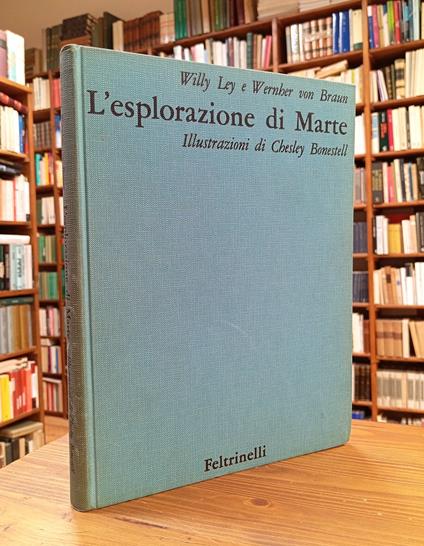 Willy Ley e Wernher von Braun
L'esplorazione di Marte
Illustrazioni di Chesley Bonestell
Feltrinelli